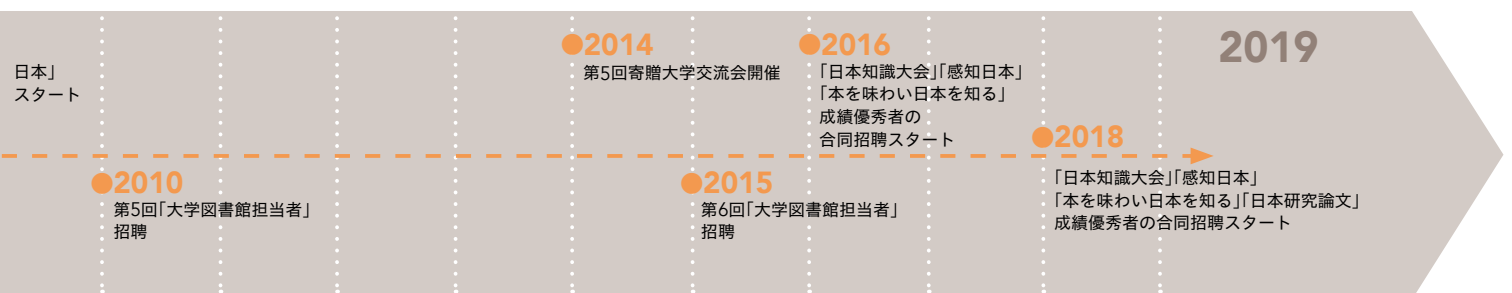 日本」
スタート
2010
第5回「大学図書館担当者」
招聘
2014
第5回寄贈大学交流会開催
2015
第6回「大学図書館担当者」
招聘
2016
「日本知識大会」「感知日本」
「本を味わい日本を知る」
成績優秀者の
合同招聘スタート
2018
「日本知識大会」「感知日本」
「本を味わい日本を知る」「日本研究論文」
成績優秀者の合同招聘スタート
2019